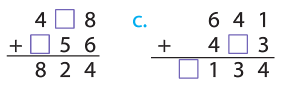 4 □ 8
+ □ 5 6
8 2 4
c.
6 4 1
+ 4 □ 3
□ 1 3 4